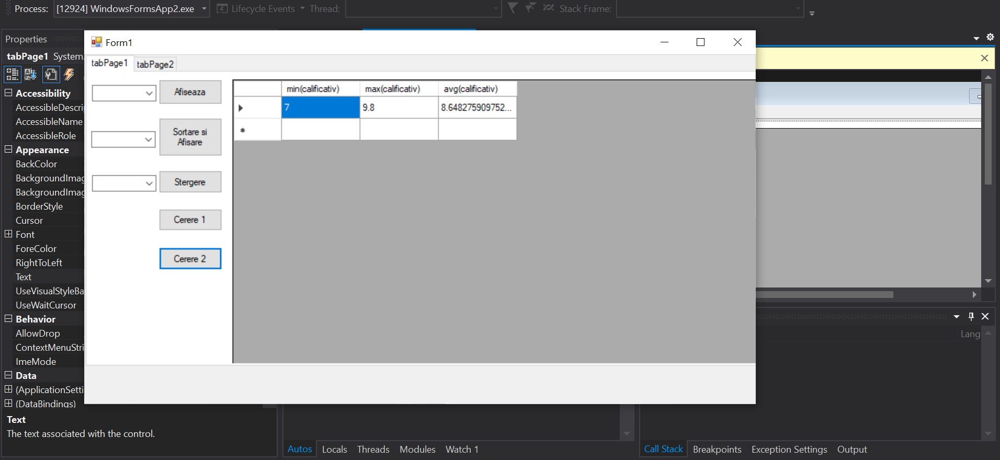 Process: [12924] WindowsFormsApp2.exe Lifecycle Events Thread: Stack Frame:
Properties
tabPage1 System.
Accessibility
AccessibleDescri
AccessibleName
AccessibleRole
Appearance
BackColor
BackgroundImag
BackgroundImag
BorderStyle
Cursor
Font
ForeColor
RightToLeft
Text
UseVisualStyleBa
UseWaitCursor
Behavior
AllowDrop
ContextMenuStri
ImeMode
Data
(ApplicationSetti
(DataBindings)
Text
The text associated with the control.
Form1
tabPage1 tabPage2
Afiseaza
Sortare si
Afisare
Stergere
Cerere 1
Cerere 2
min(calificativ) max(calificativ) avg(calificativ)
7 9.8 8.648275909752...
Lang
Autos Locals Threads Modules Watch 1
Call Stack Breakpoints Exception Settings Output